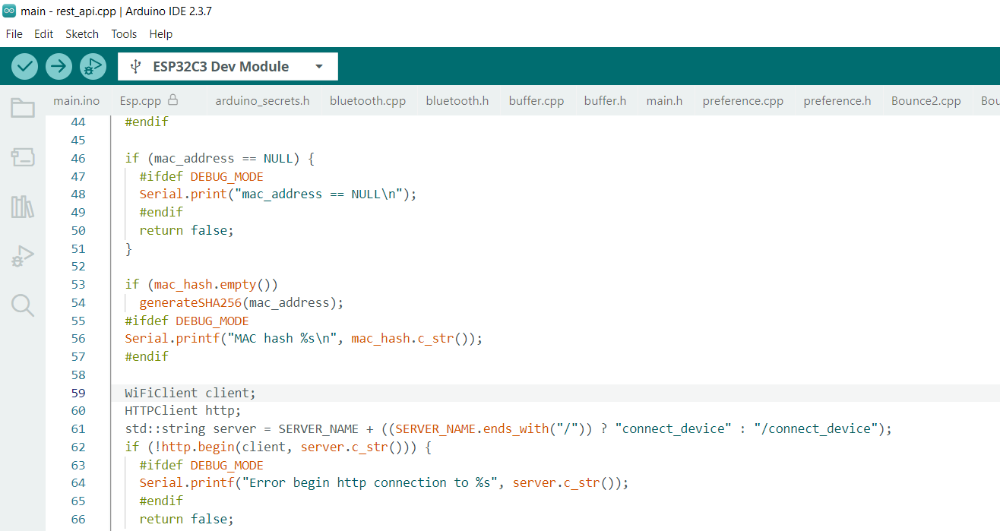 main - rest_api.cpp | Arduino IDE 2.3.7
File Edit Sketch Tools Help
ESP32C3 Dev Module
main.ino Esp.cpp arduino_secrets.h bluetooth.cpp bluetooth.h buffer.cpp buffer.h main.h preference.cpp preference.h Bounce2.cpp Bou
44 #endif
45
46 if (mac_address == NULL) {
47 #ifdef DEBUG_MODE
48 Serial.print("mac_address == NULL\n");
49 #endif
50 return false;
51 }
52
53 if (mac_hash.empty())
54 generateSHA256(mac_address);
55 #ifdef DEBUG_MODE
56 Serial.printf("MAC hash %s\n", mac_hash.c_str());
57 #endif
58
59 WiFiClient client;
60 HTTPClient http;
61 std::string server = SERVER_NAME + ((SERVER_NAME.ends_with("/")) ? "connect_device" : "/connect_device");
62 if (!http.begin(client, server.c_str())) {
63 #ifdef DEBUG_MODE
64 Serial.printf("Error begin http connection to %s", server.c_str());
65 #endif
66 return false;